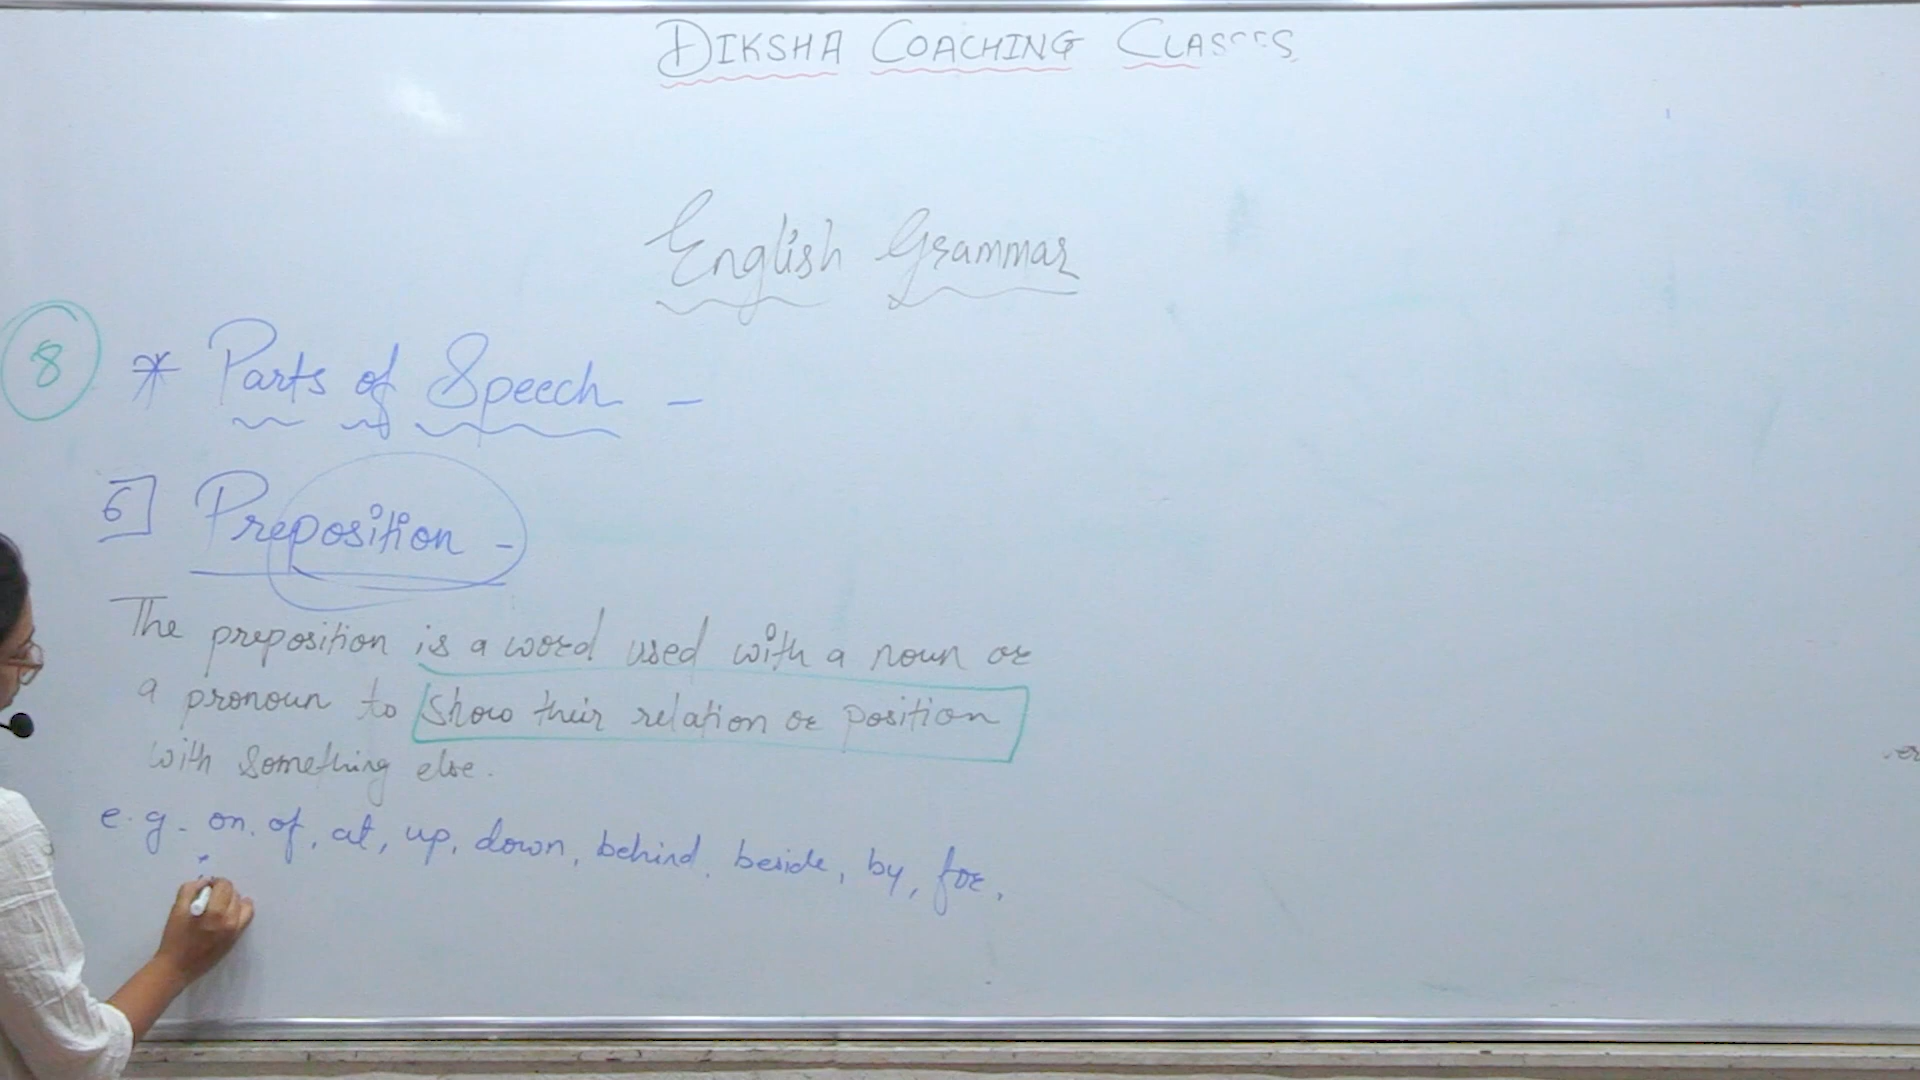 DIKSHA COACHING CLASSES
English Grammar
8 * Parts of Speech -
6] Preposition -
The preposition is a word used with a noun or
a pronoun to show their relation or position
with something else.
e.g. on, of, at, up, down, behind, beside, by, for,